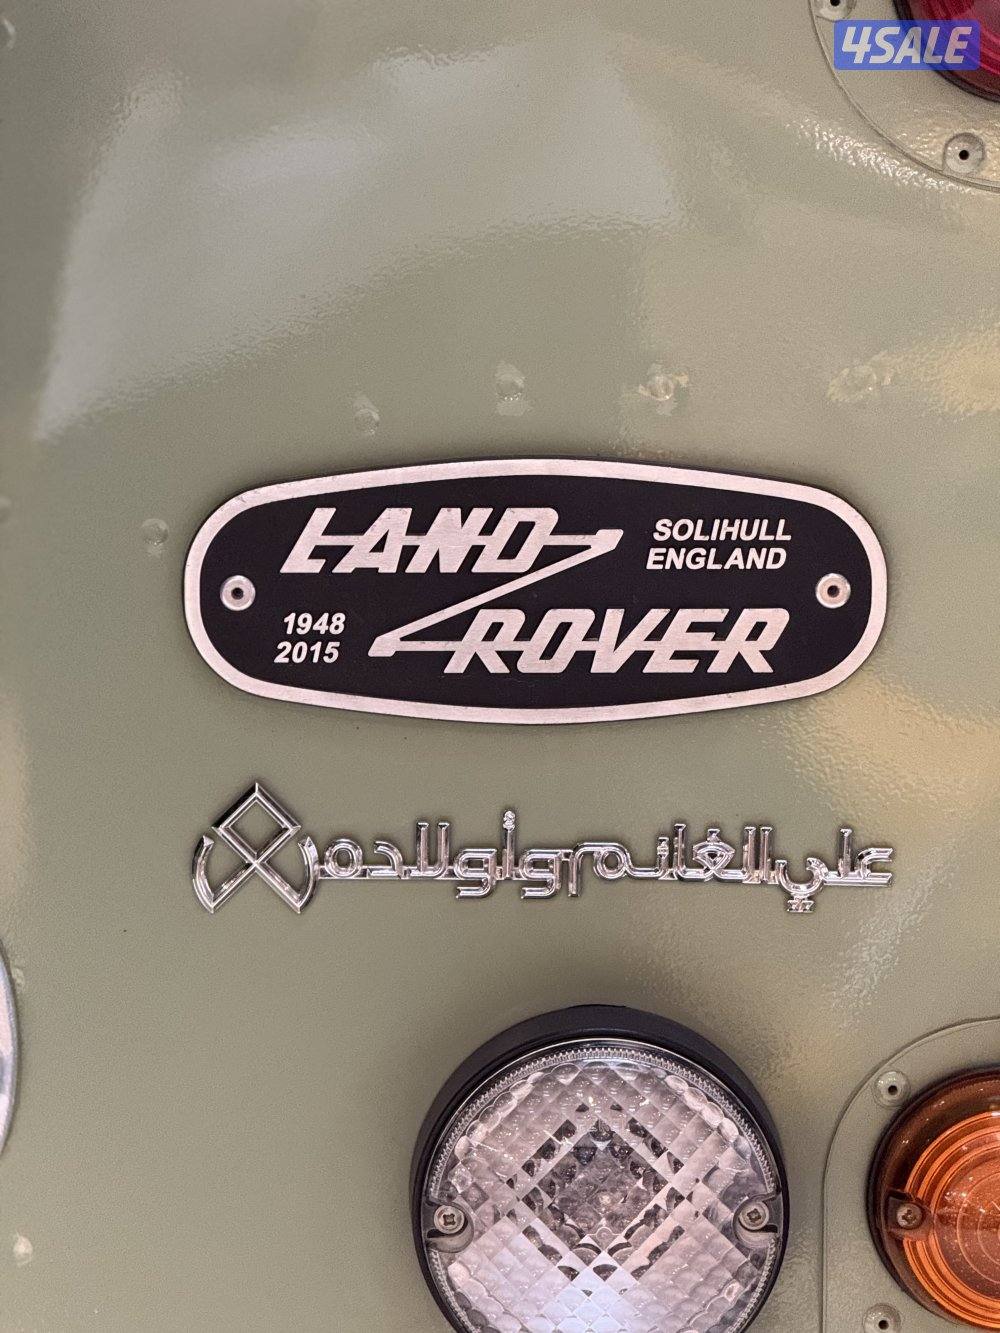 4SALE
LAND
SOLIHULL
ENGLAND
1948
2015
ROVER
علي الغانم وأولاده